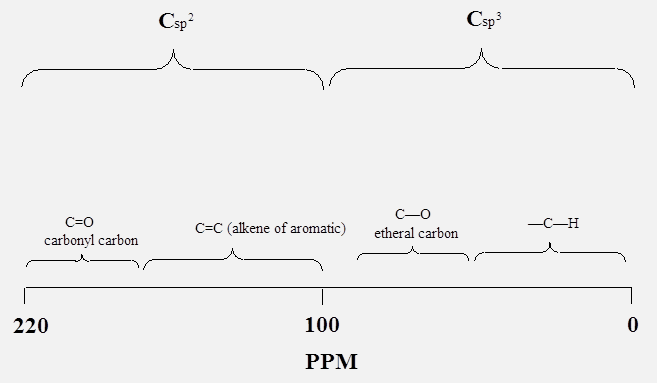 Csp² Csp³
C=O
carbonyl carbon
C=C (alkene of aromatic)
C—O
etheral carbon
—C—H
220 100 0
PPM